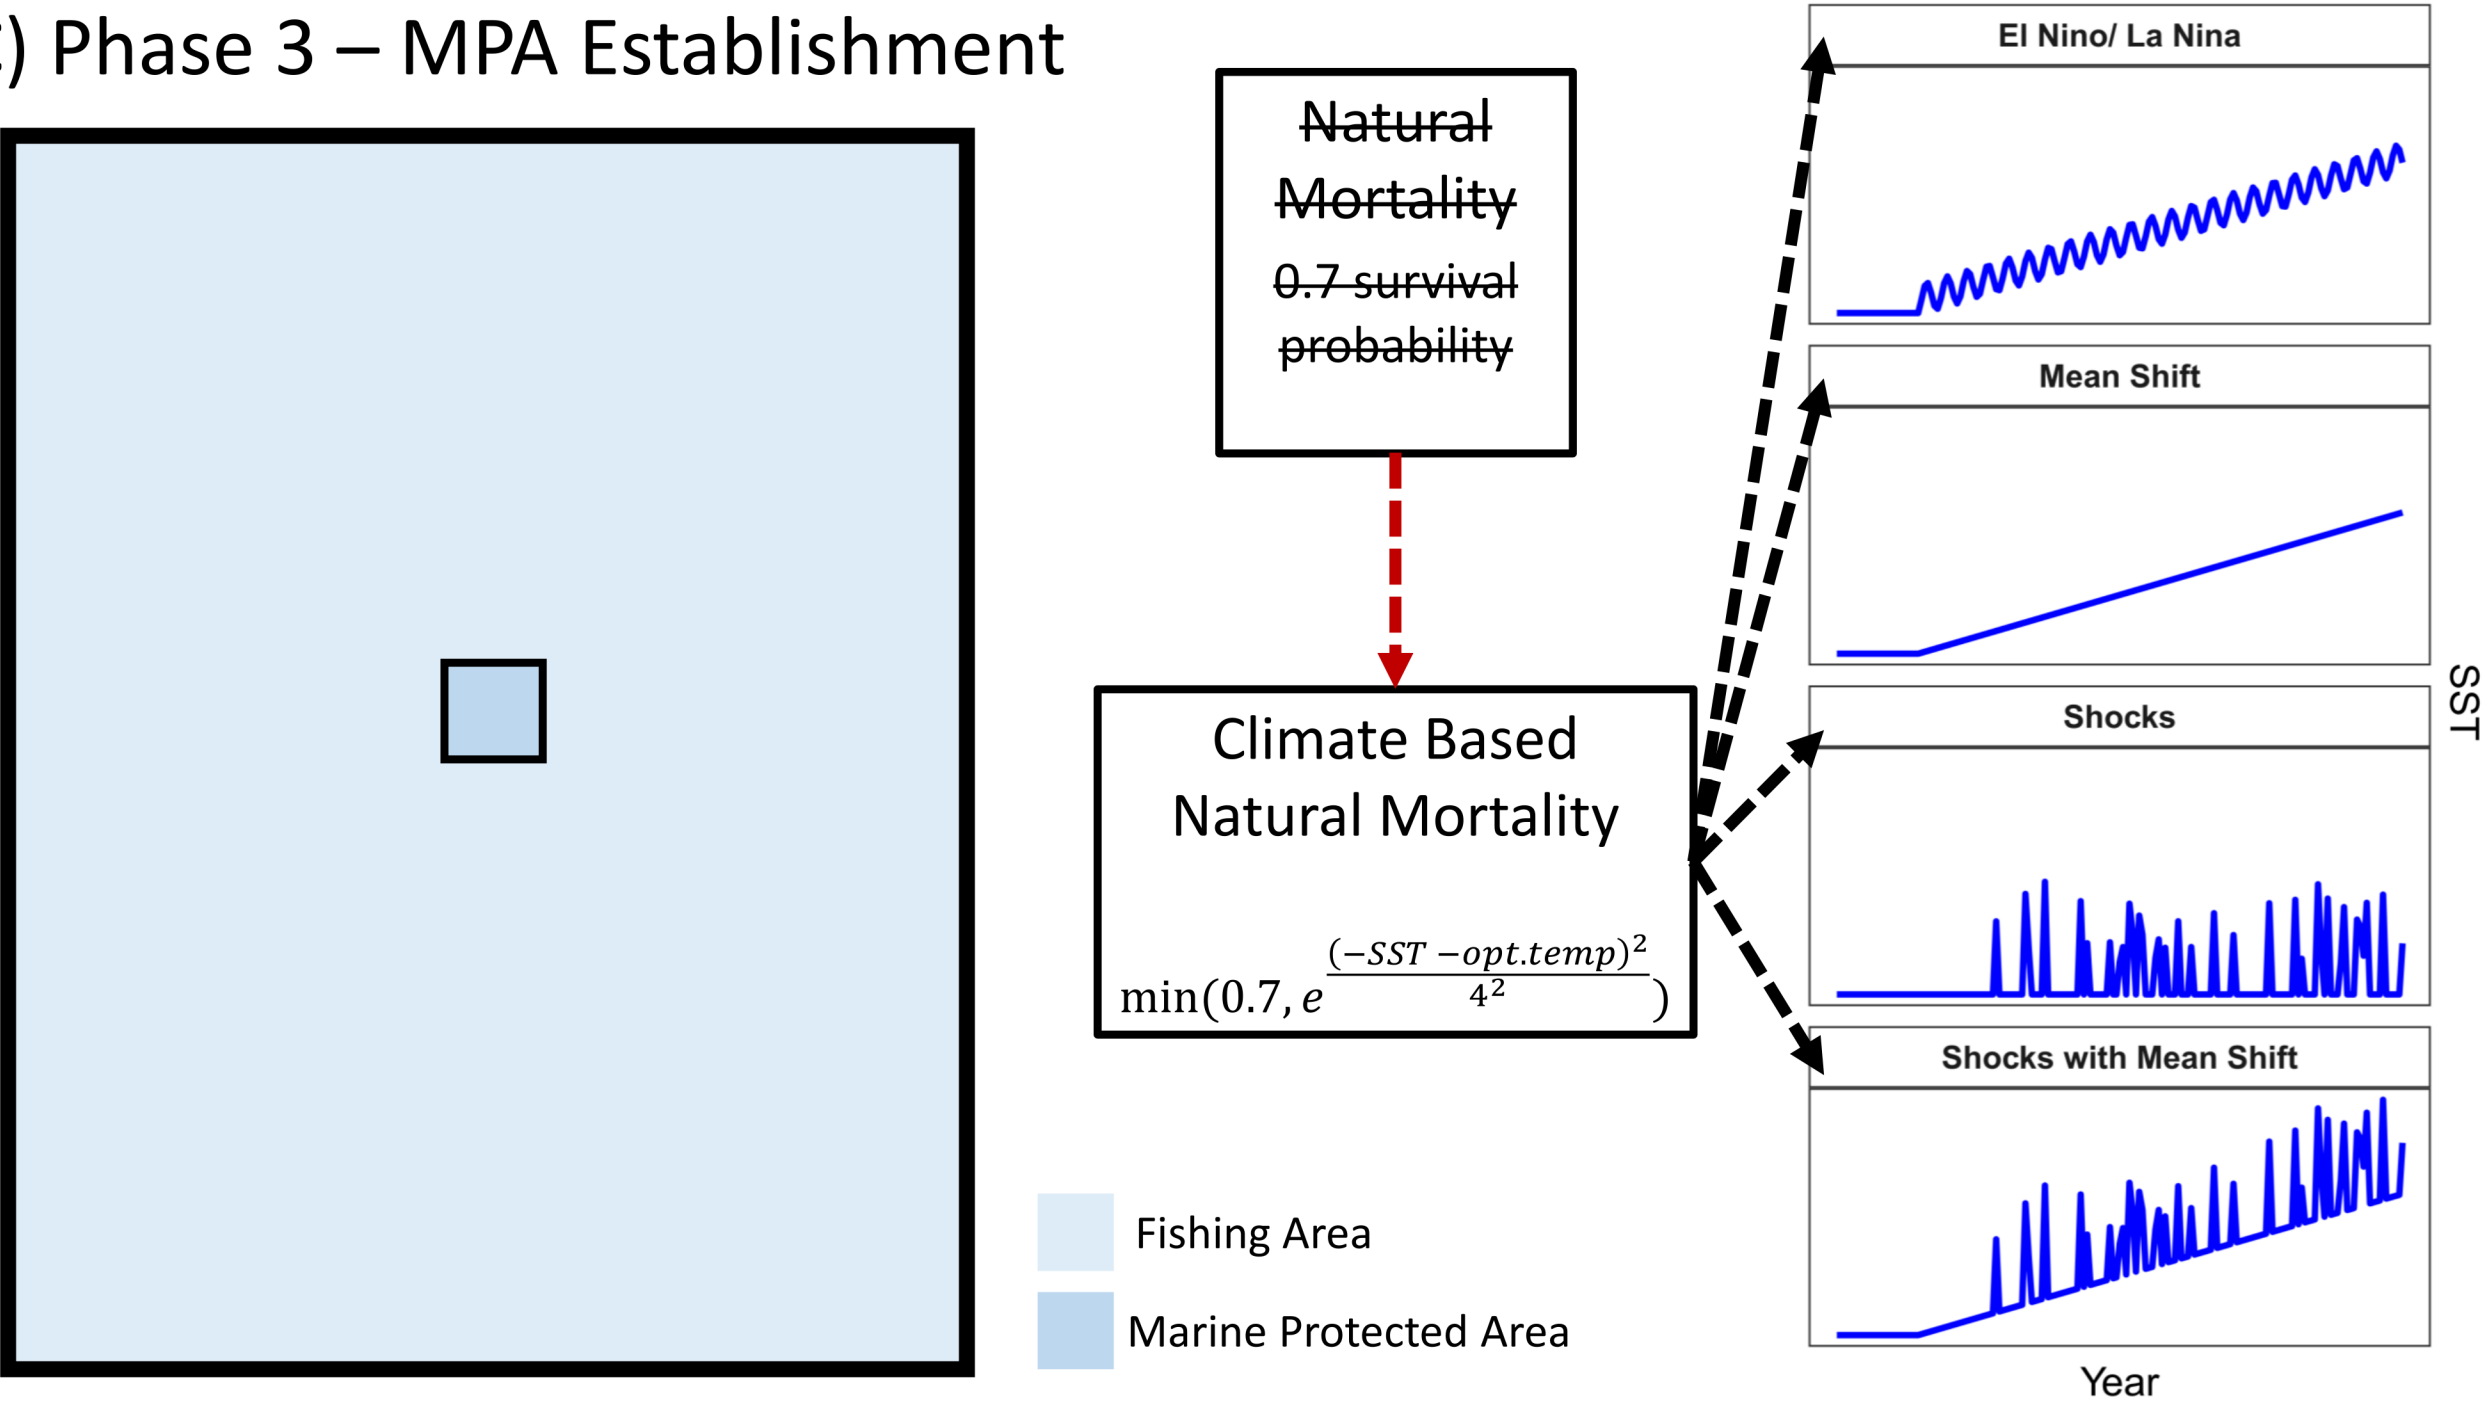 ) Phase 3 – MPA Establishment
Natural
Mortality
0.7 survival
probability
Climate Based
Natural Mortality
min(0.7, e^((−SST −opt.temp)²/4²))
Fishing Area
Marine Protected Area
El Nino/ La Nina
Mean Shift
Shocks
Shocks with Mean Shift
SST
Year